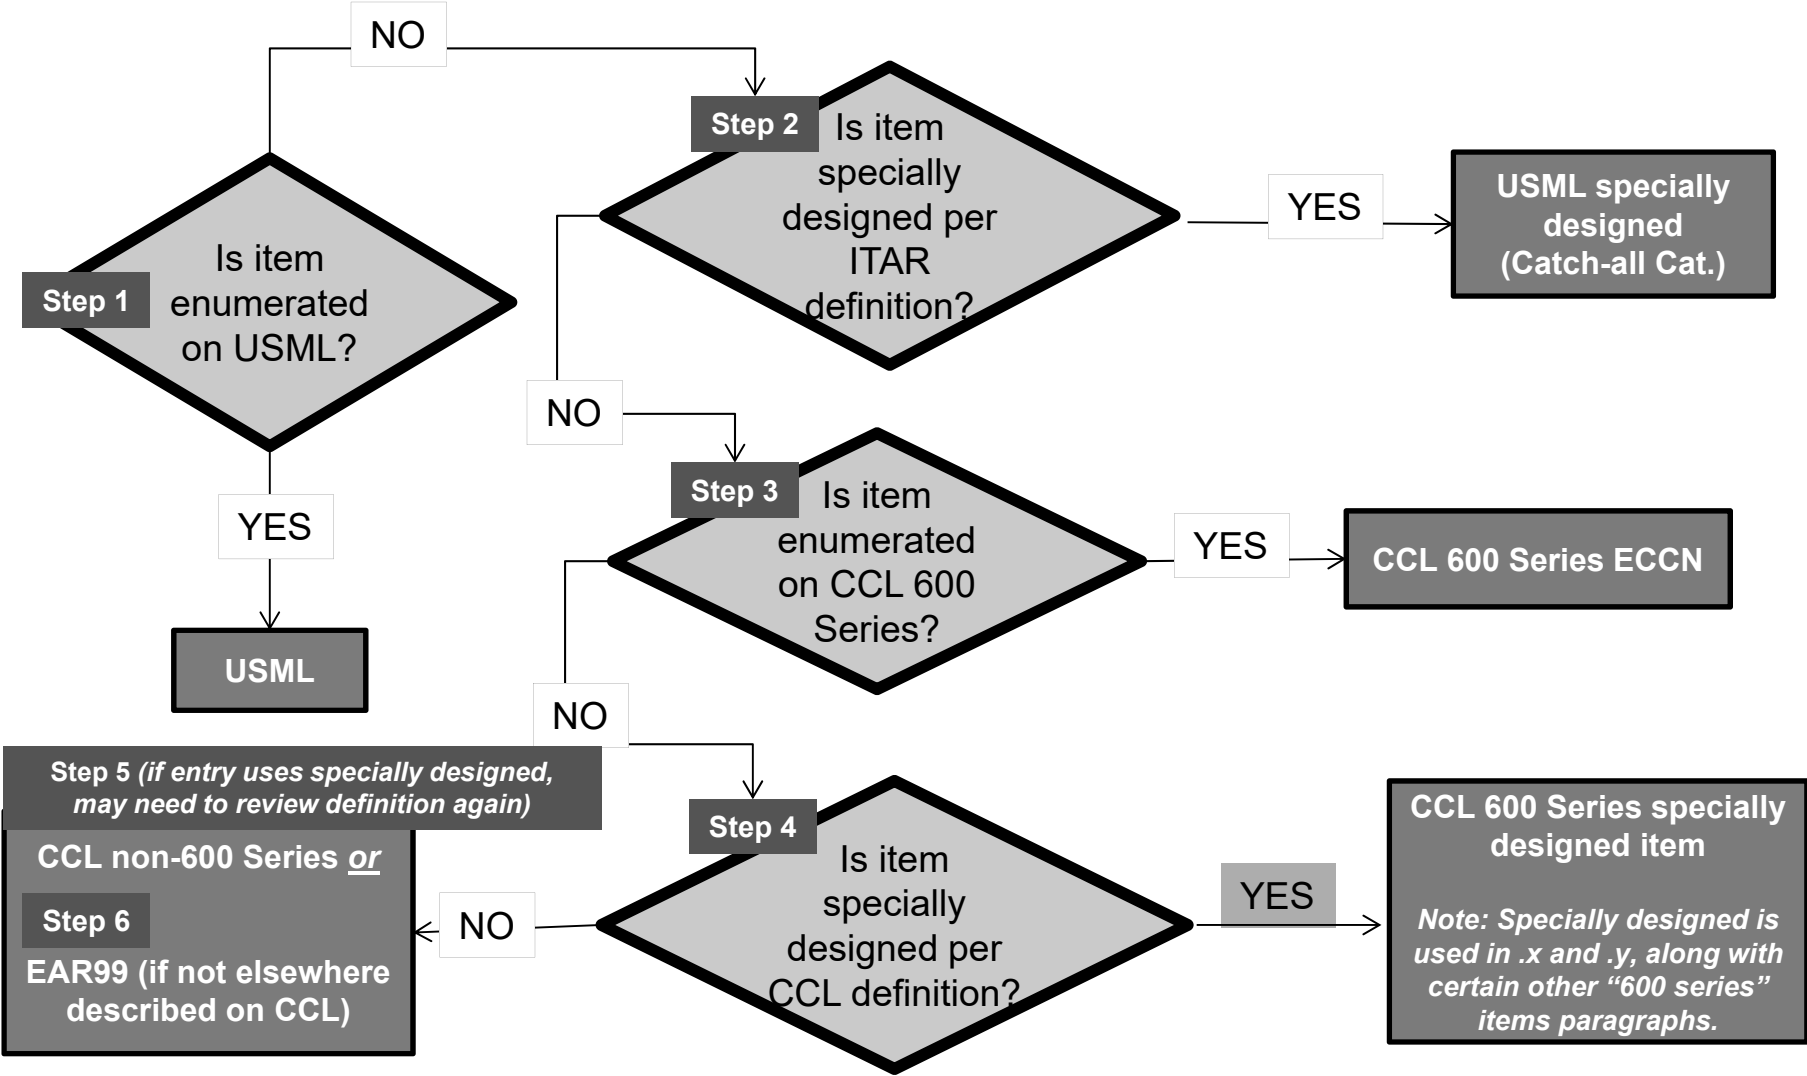 NO
Step 1
Is item
enumerated
on USML?
YES
USML
Step 2
Is item
specially
designed per
ITAR
definition?
YES
USML specially
designed
(Catch-all Cat.)
NO
Step 3
Is item
enumerated
on CCL 600
Series?
YES
CCL 600 Series ECCN
NO
Step 4
Is item
specially
designed per
CCL definition?
YES
CCL 600 Series specially
designed item
Note: Specially designed is
used in .x and .y, along with
certain other “600 series”
items paragraphs.
NO
Step 5 (if entry uses specially designed,
may need to review definition again)
CCL non-600 Series or
Step 6
EAR99 (if not elsewhere
described on CCL)